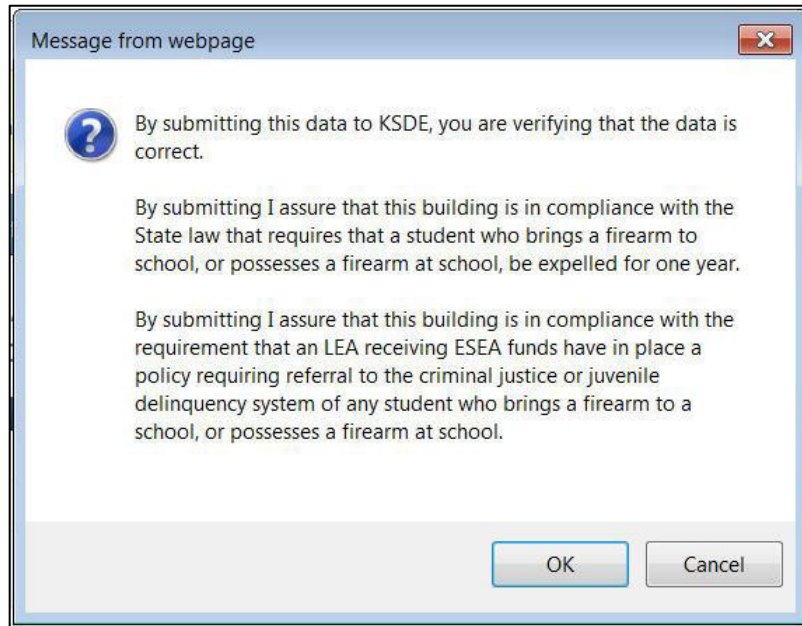 Message from webpage
By submitting this data to KSDE, you are verifying that the data is
correct.
By submitting I assure that this building is in compliance with the
State law that requires that a student who brings a firearm to
school, or possesses a firearm at school, be expelled for one year.
By submitting I assure that this building is in compliance with the
requirement that an LEA receiving ESEA funds have in place a
policy requiring referral to the criminal justice or juvenile
delinquency system of any student who brings a firearm to a
school, or possesses a firearm at school.
OK
Cancel